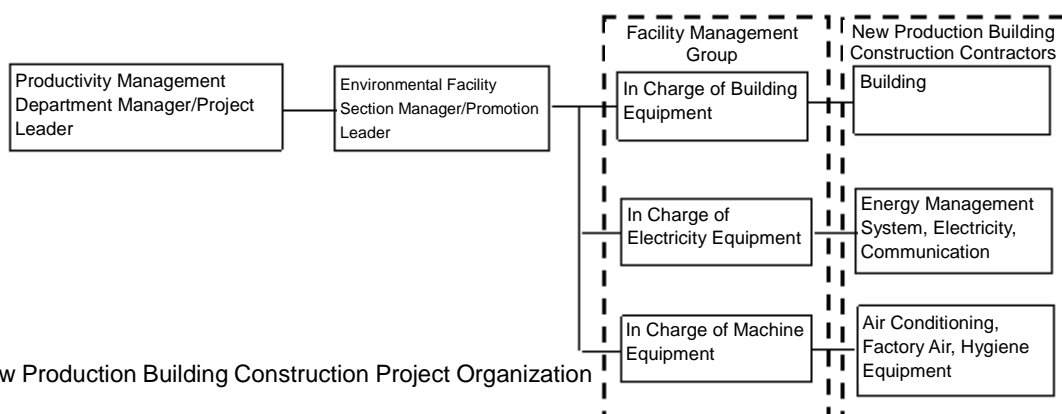 Facility Management
Group
New Production Building
Construction Contractors
Productivity Management
Department Manager/Project
Leader
Environmental Facility
Section Manager/Promotion
Leader
In Charge of Building
Equipment
Building
In Charge of
Electricity Equipment
Energy Management
System, Electricity,
Communication
In Charge of Machine
Equipment
Air Conditioning,
Factory Air, Hygiene
Equipment
w Production Building Construction Project Organization